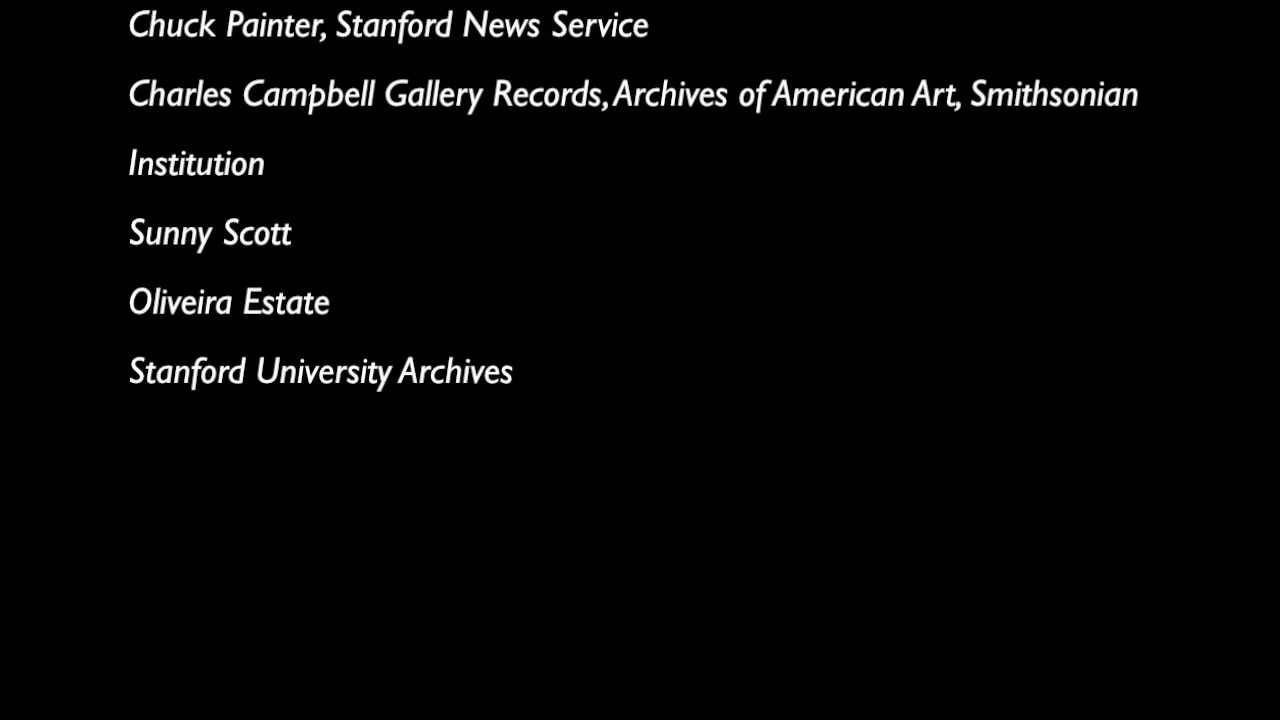 Chuck Painter, Stanford News Service
Charles Campbell Gallery Records, Archives of American Art, Smithsonian
Institution
Sunny Scott
Oliveira Estate
Stanford University Archives